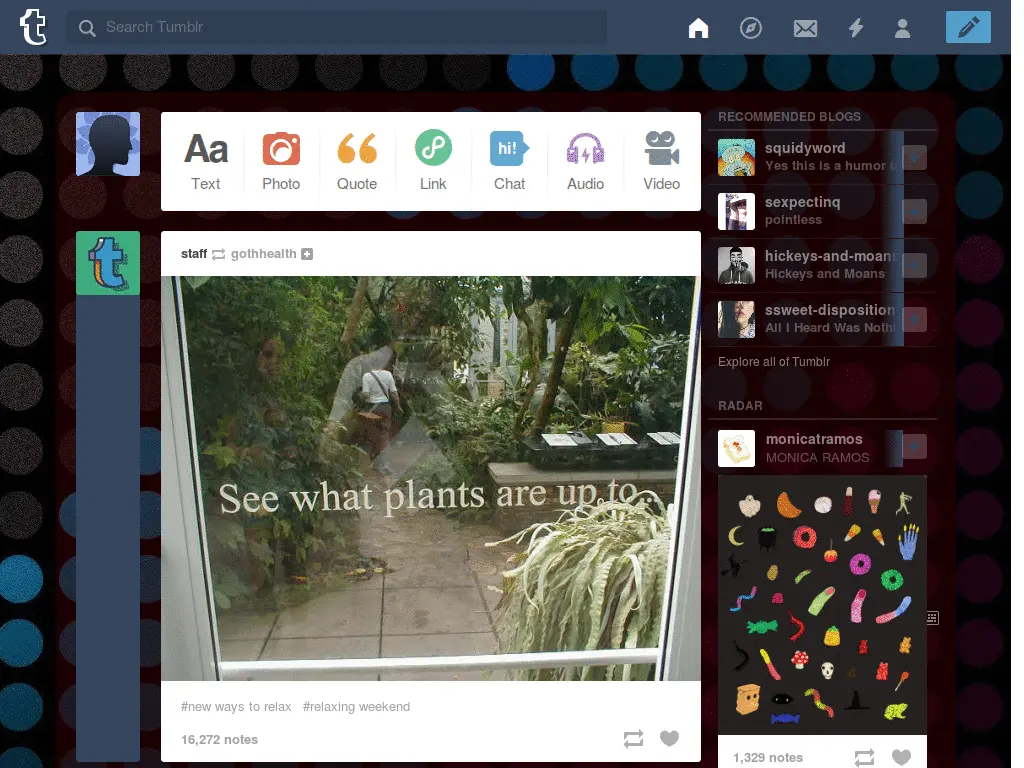 t
Search Tumblr
Aa
hi!
Text
Photo
Quote
Link
Chat
Audio
Video
t
staff gothhealth
See what plants are up to...
#new ways to relax #relaxing weekend
16,272 notes
RECOMMENDED BLOGS
squidyword
Yes this is a humor
sexpectinq
pointless
hickeys-and-moans
Hickeys and Moans
ssweet-disposition
All I Heard Was
Explore all of Tumblr
RADAR
monicatramos
MONICA RAMOS
1,329 notes